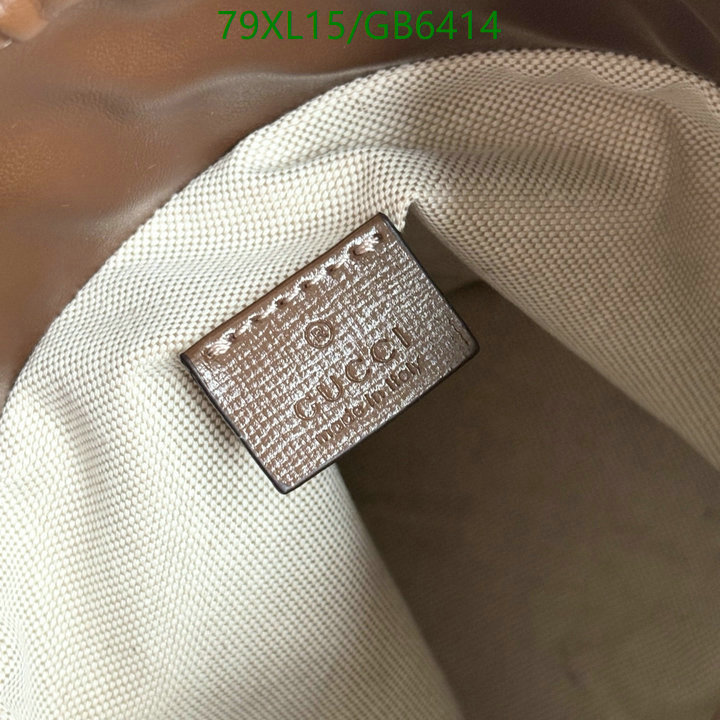 79XL15/GB6414
®
GUCCI
made in italy